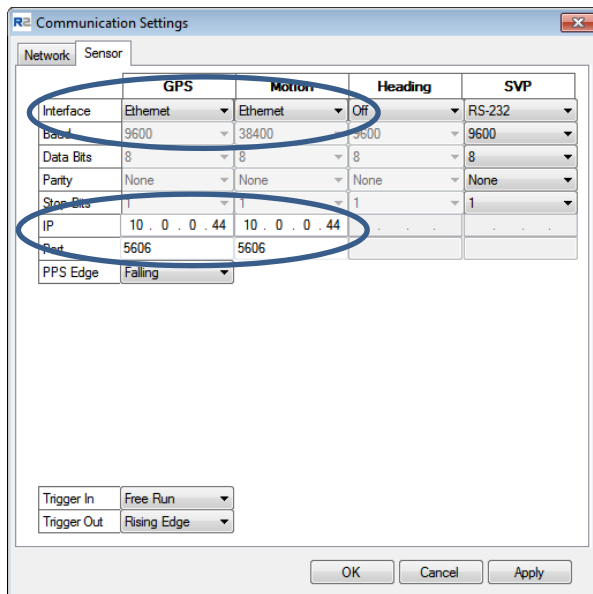 R2 Communication Settings
Network Sensor
GPS Motion Heading SVP
Interface Ethernet Ethernet Off RS-232
Baud 9600 38400 9600 9600
Data Bits 8 8 8 8
Parity None None None None
Stop Bits 1 1 1 1
IP 10 . 0 . 0 . 44 10 . 0 . 0 . 44 . . . . . .
Port 5606 5606
PPS Edge Falling
Trigger In Free Run
Trigger Out Rising Edge
OK Cancel Apply